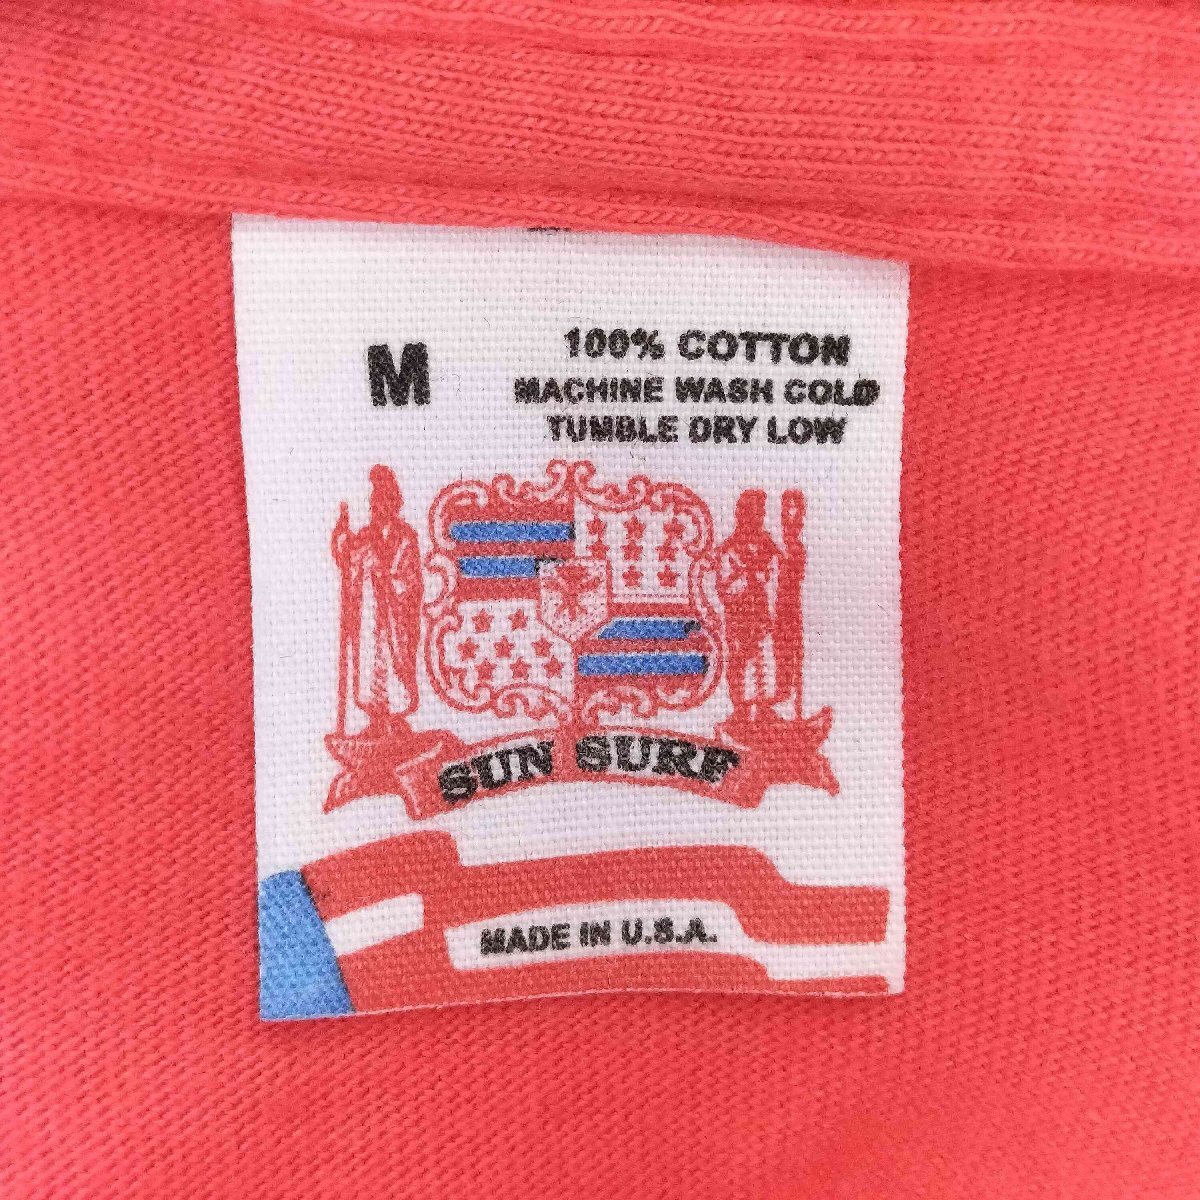 M
100% COTTON
MACHINE WASH COLD
TUMBLE DRY LOW
SUN SURF
MADE IN U.S.A.